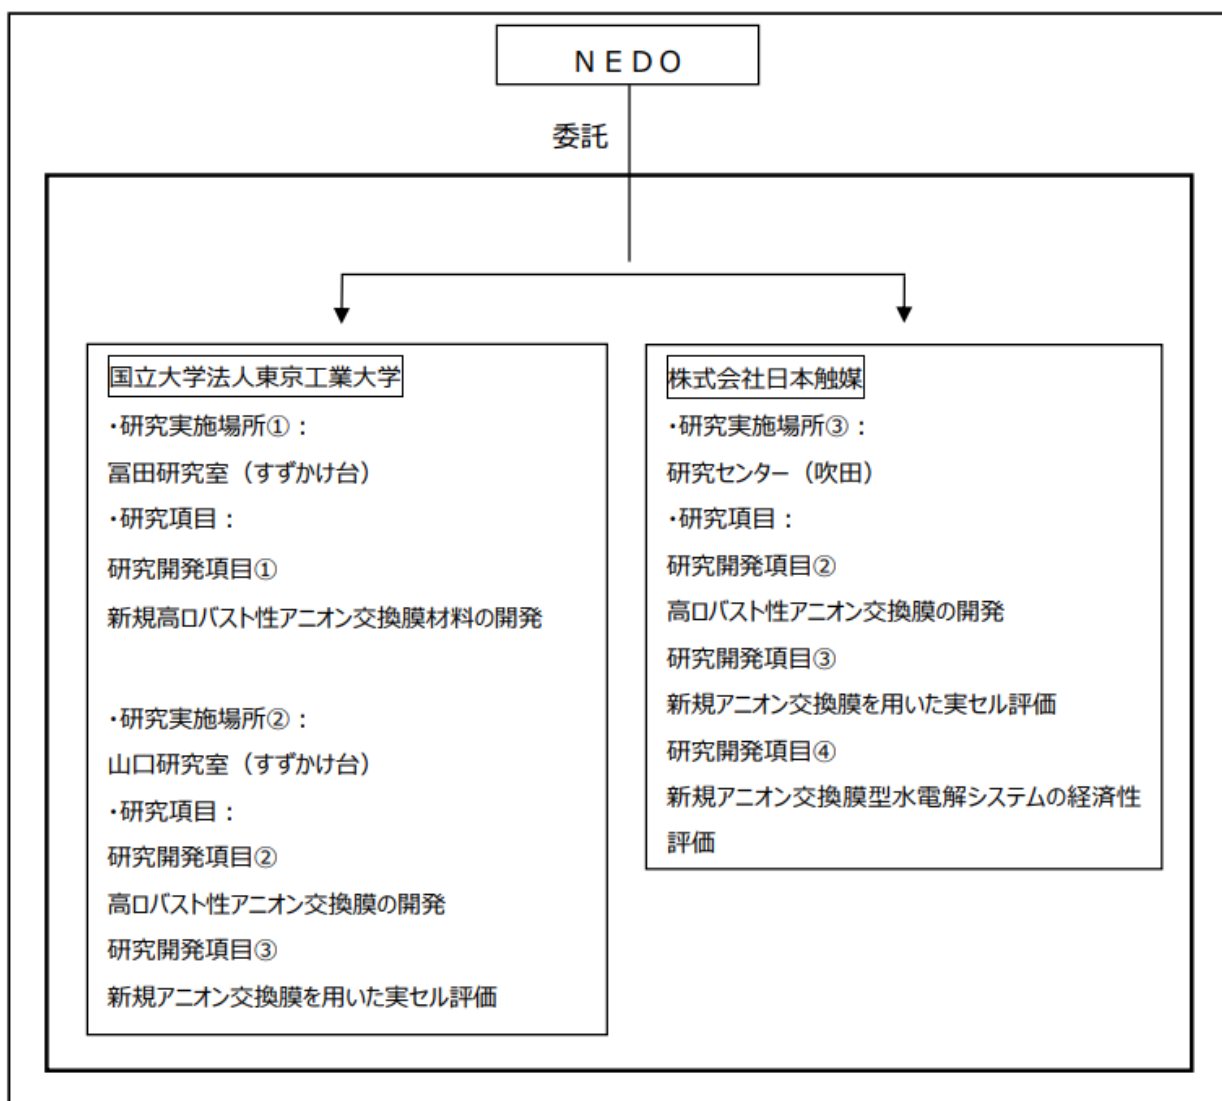 NEDO
委託
国立大学法人東京工業大学
・研究実施場所①：
冨田研究室（すずかけ台）
・研究項目：
研究開発項目①
新規高ロバスト性アニオン交換膜材料の開発
・研究実施場所②：
山口研究室（すずかけ台）
・研究項目：
研究開発項目②
高ロバスト性アニオン交換膜の開発
研究開発項目③
新規アニオン交換膜を用いた実セル評価
株式会社日本触媒
・研究実施場所③：
研究センター（吹田）
・研究項目：
研究開発項目②
高ロバスト性アニオン交換膜の開発
研究開発項目③
新規アニオン交換膜を用いた実セル評価
研究開発項目④
新規アニオン交換膜型水電解システムの経済性
評価